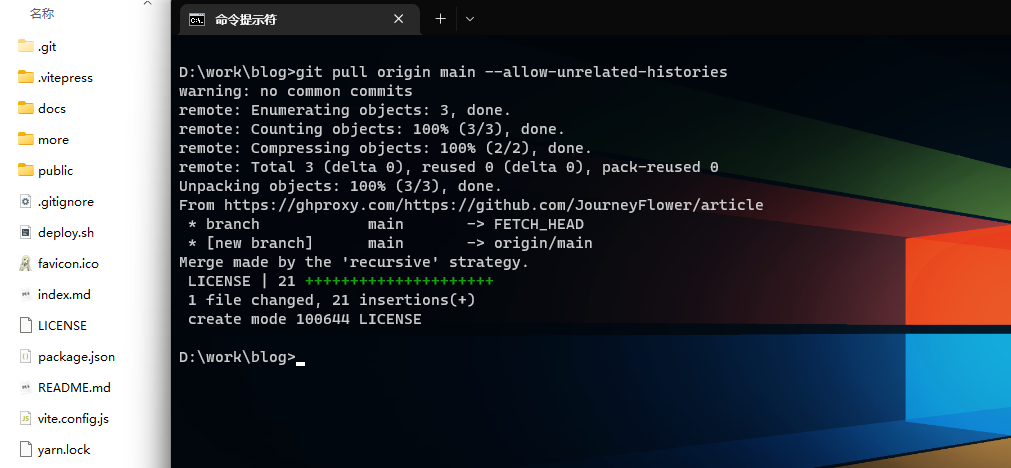 名称
.git
.vitepress
docs
more
public
.gitignore
deploy.sh
favicon.ico
index.md
LICENSE
package.json
README.md
vite.config.js
yarn.lock
命令提示符
D:\work\blog>git pull origin main --allow-unrelated-histories
warning: no common commits
remote: Enumerating objects: 3, done.
remote: Counting objects: 100% (3/3), done.
remote: Compressing objects: 100% (2/2), done.
remote: Total 3 (delta 0), reused 0 (delta 0), pack-reused 0
Unpacking objects: 100% (3/3), done.
From https://ghproxy.com/https://github.com/JourneyFlower/article
 * branch            main       -> FETCH_HEAD
 * [new branch]      main       -> origin/main
Merge made by the 'recursive' strategy.
 LICENSE | 21 +++++++++++++++++++++
 1 file changed, 21 insertions(+)
 create mode 100644 LICENSE
D:\work\blog>